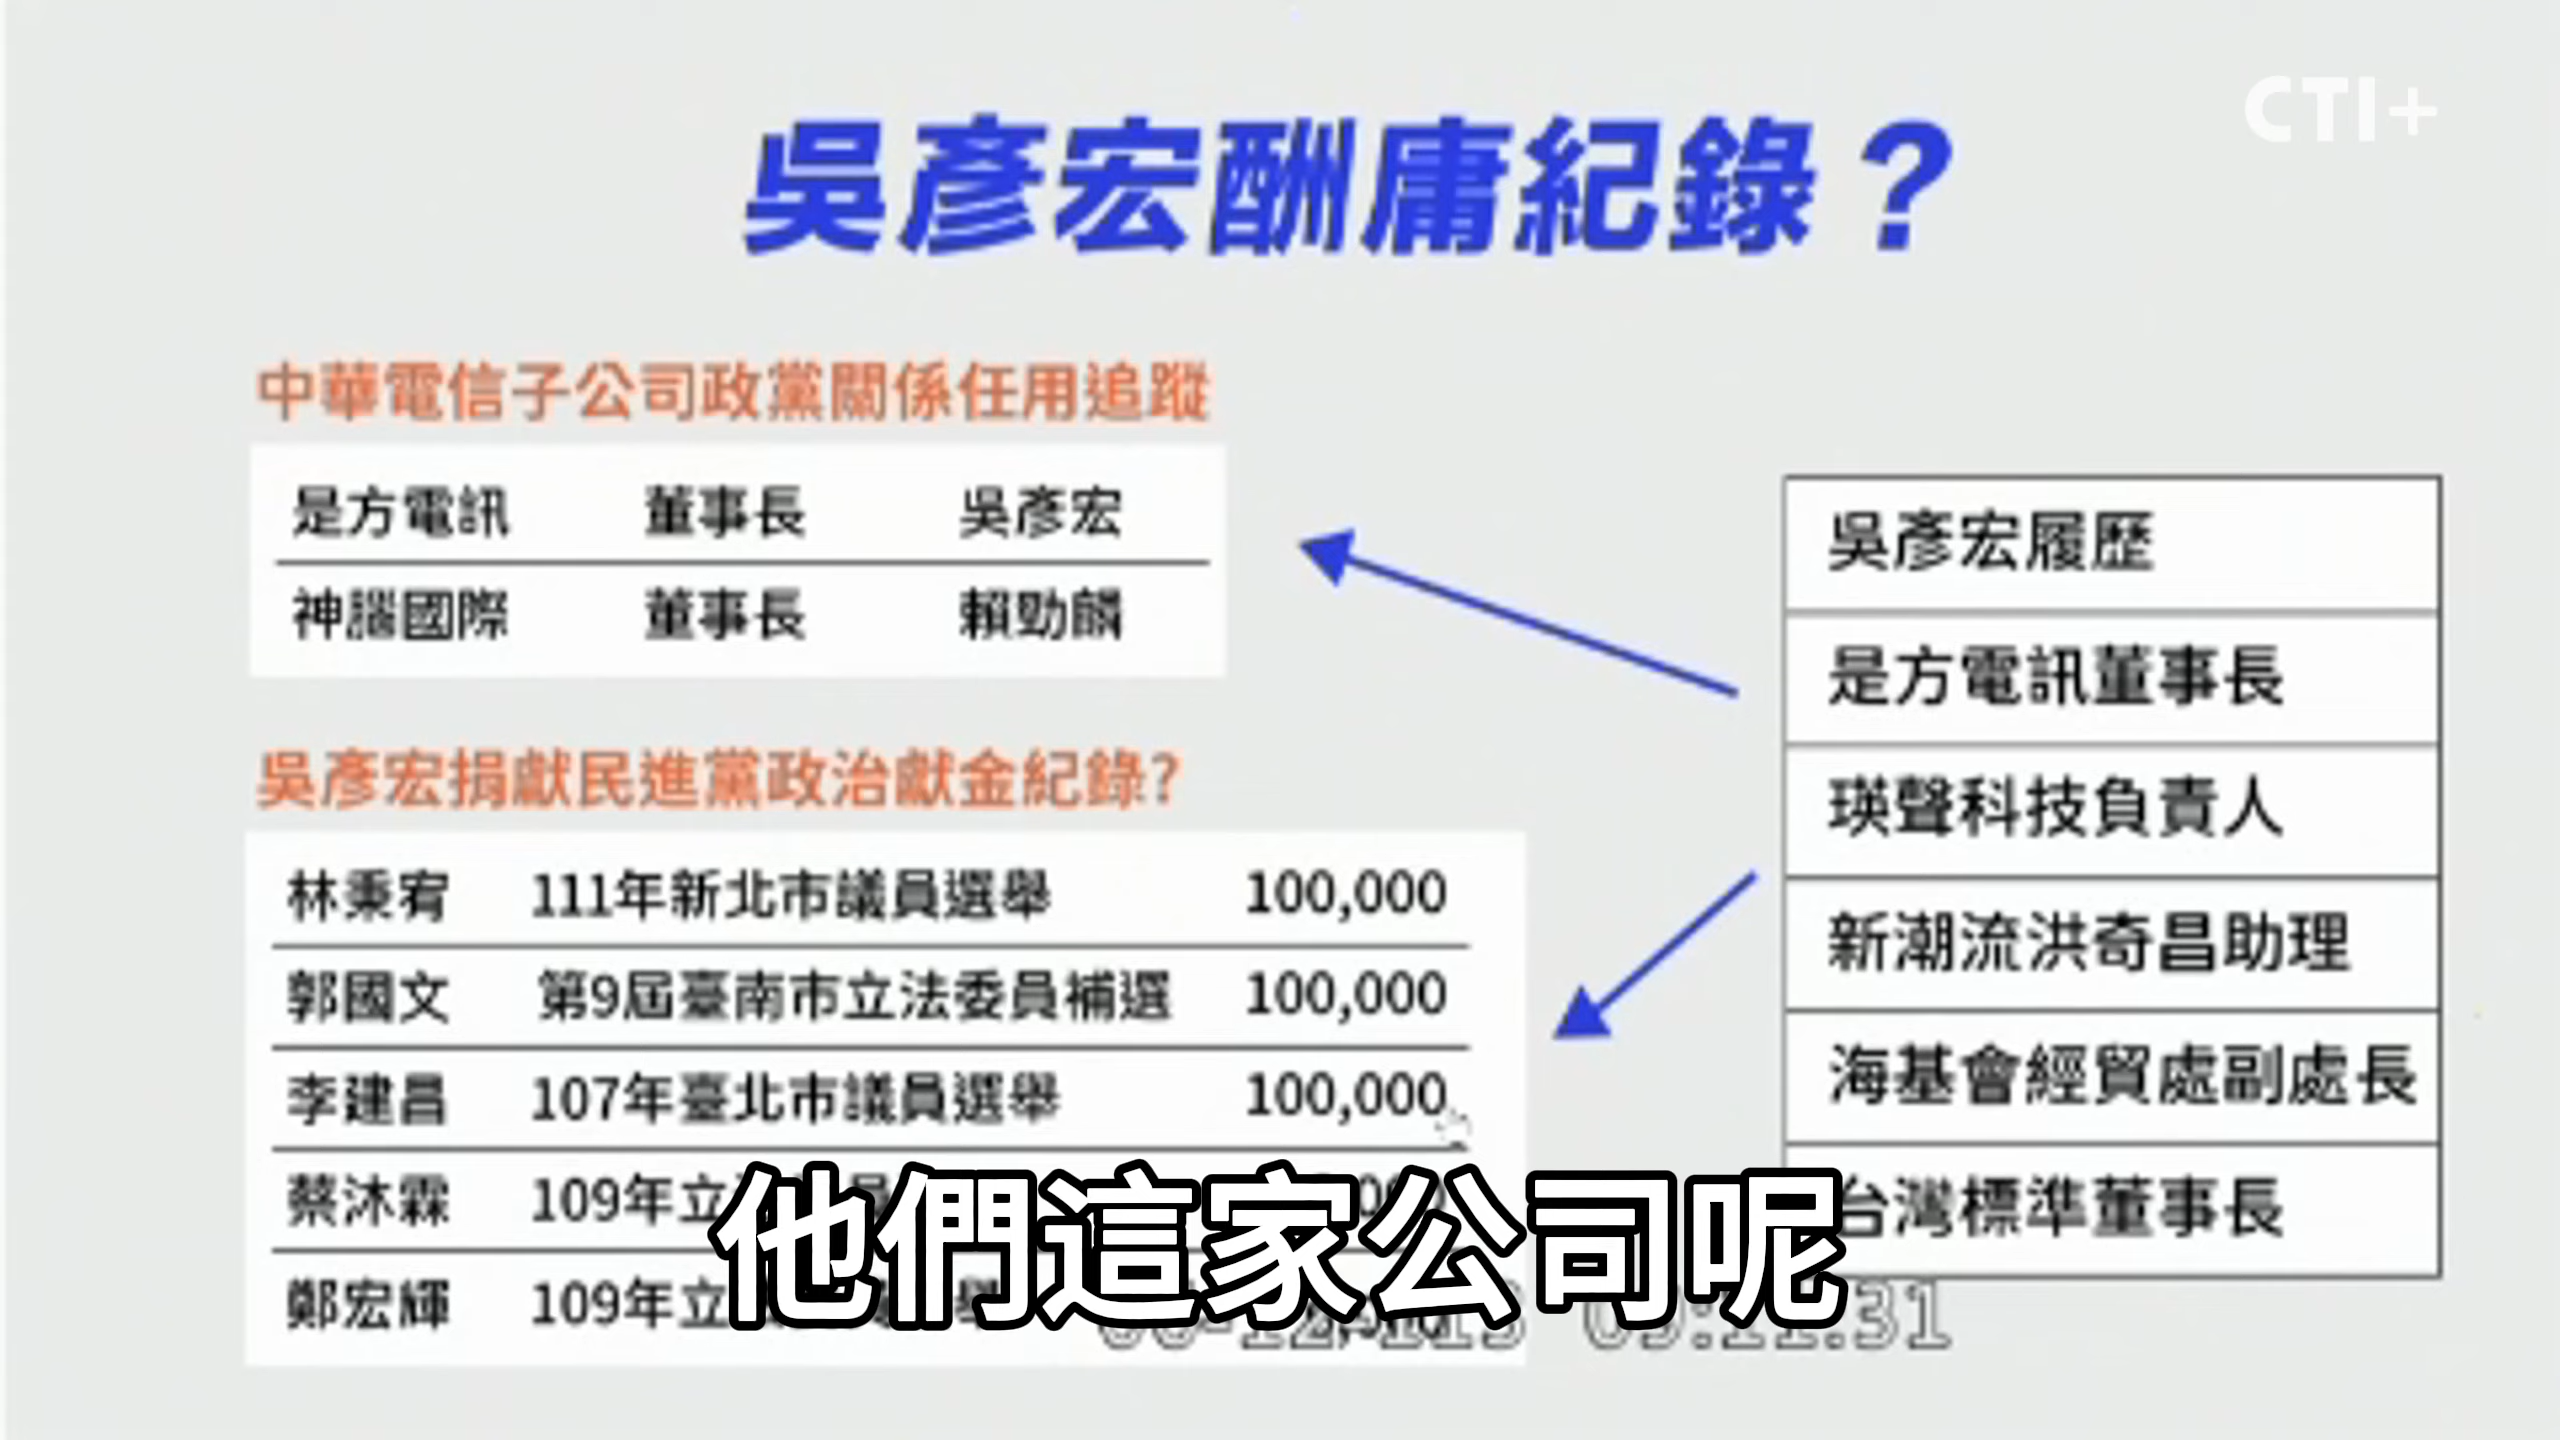 CTI+
吳彥宏酬庸紀錄？
中華電信子公司政黨關係任用追蹤
是方電訊 董事長 吳彥宏
神腦國際 董事長 賴勁麟
吳彥宏捐獻民進黨政治獻金紀錄?
林秉宥 111年新北市議員選舉 100,000
郭國文 第9屆臺南市立法委員補選 100,000
李建昌 107年臺北市議員選舉 100,000
蔡沐霖 109年立
鄭宏輝 109年立
吳彥宏履歷
是方電訊董事長
瑛聲科技負責人
新潮流洪奇昌助理
海基會經貿處副處長
台灣標準董事長
他們這家公司呢